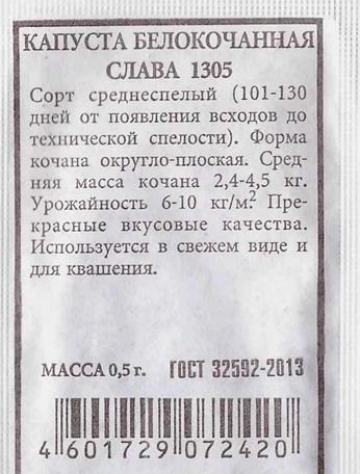 КАПУСТА БЕЛОКОЧАННАЯ
СЛАВА 1305
Сорт среднеспелый (101-130
дней от появления всходов до
технической спелости). Форма
кочана округло-плоская. Сред-
няя масса кочана 2,4-4,5 кг.
Урожайность 6-10 кг/м² Пре-
красные вкусовые качества.
Используется в свежем виде и
для квашения.
МАССА 0,5 г. ГОСТ 32592-2013
4 601729 072420